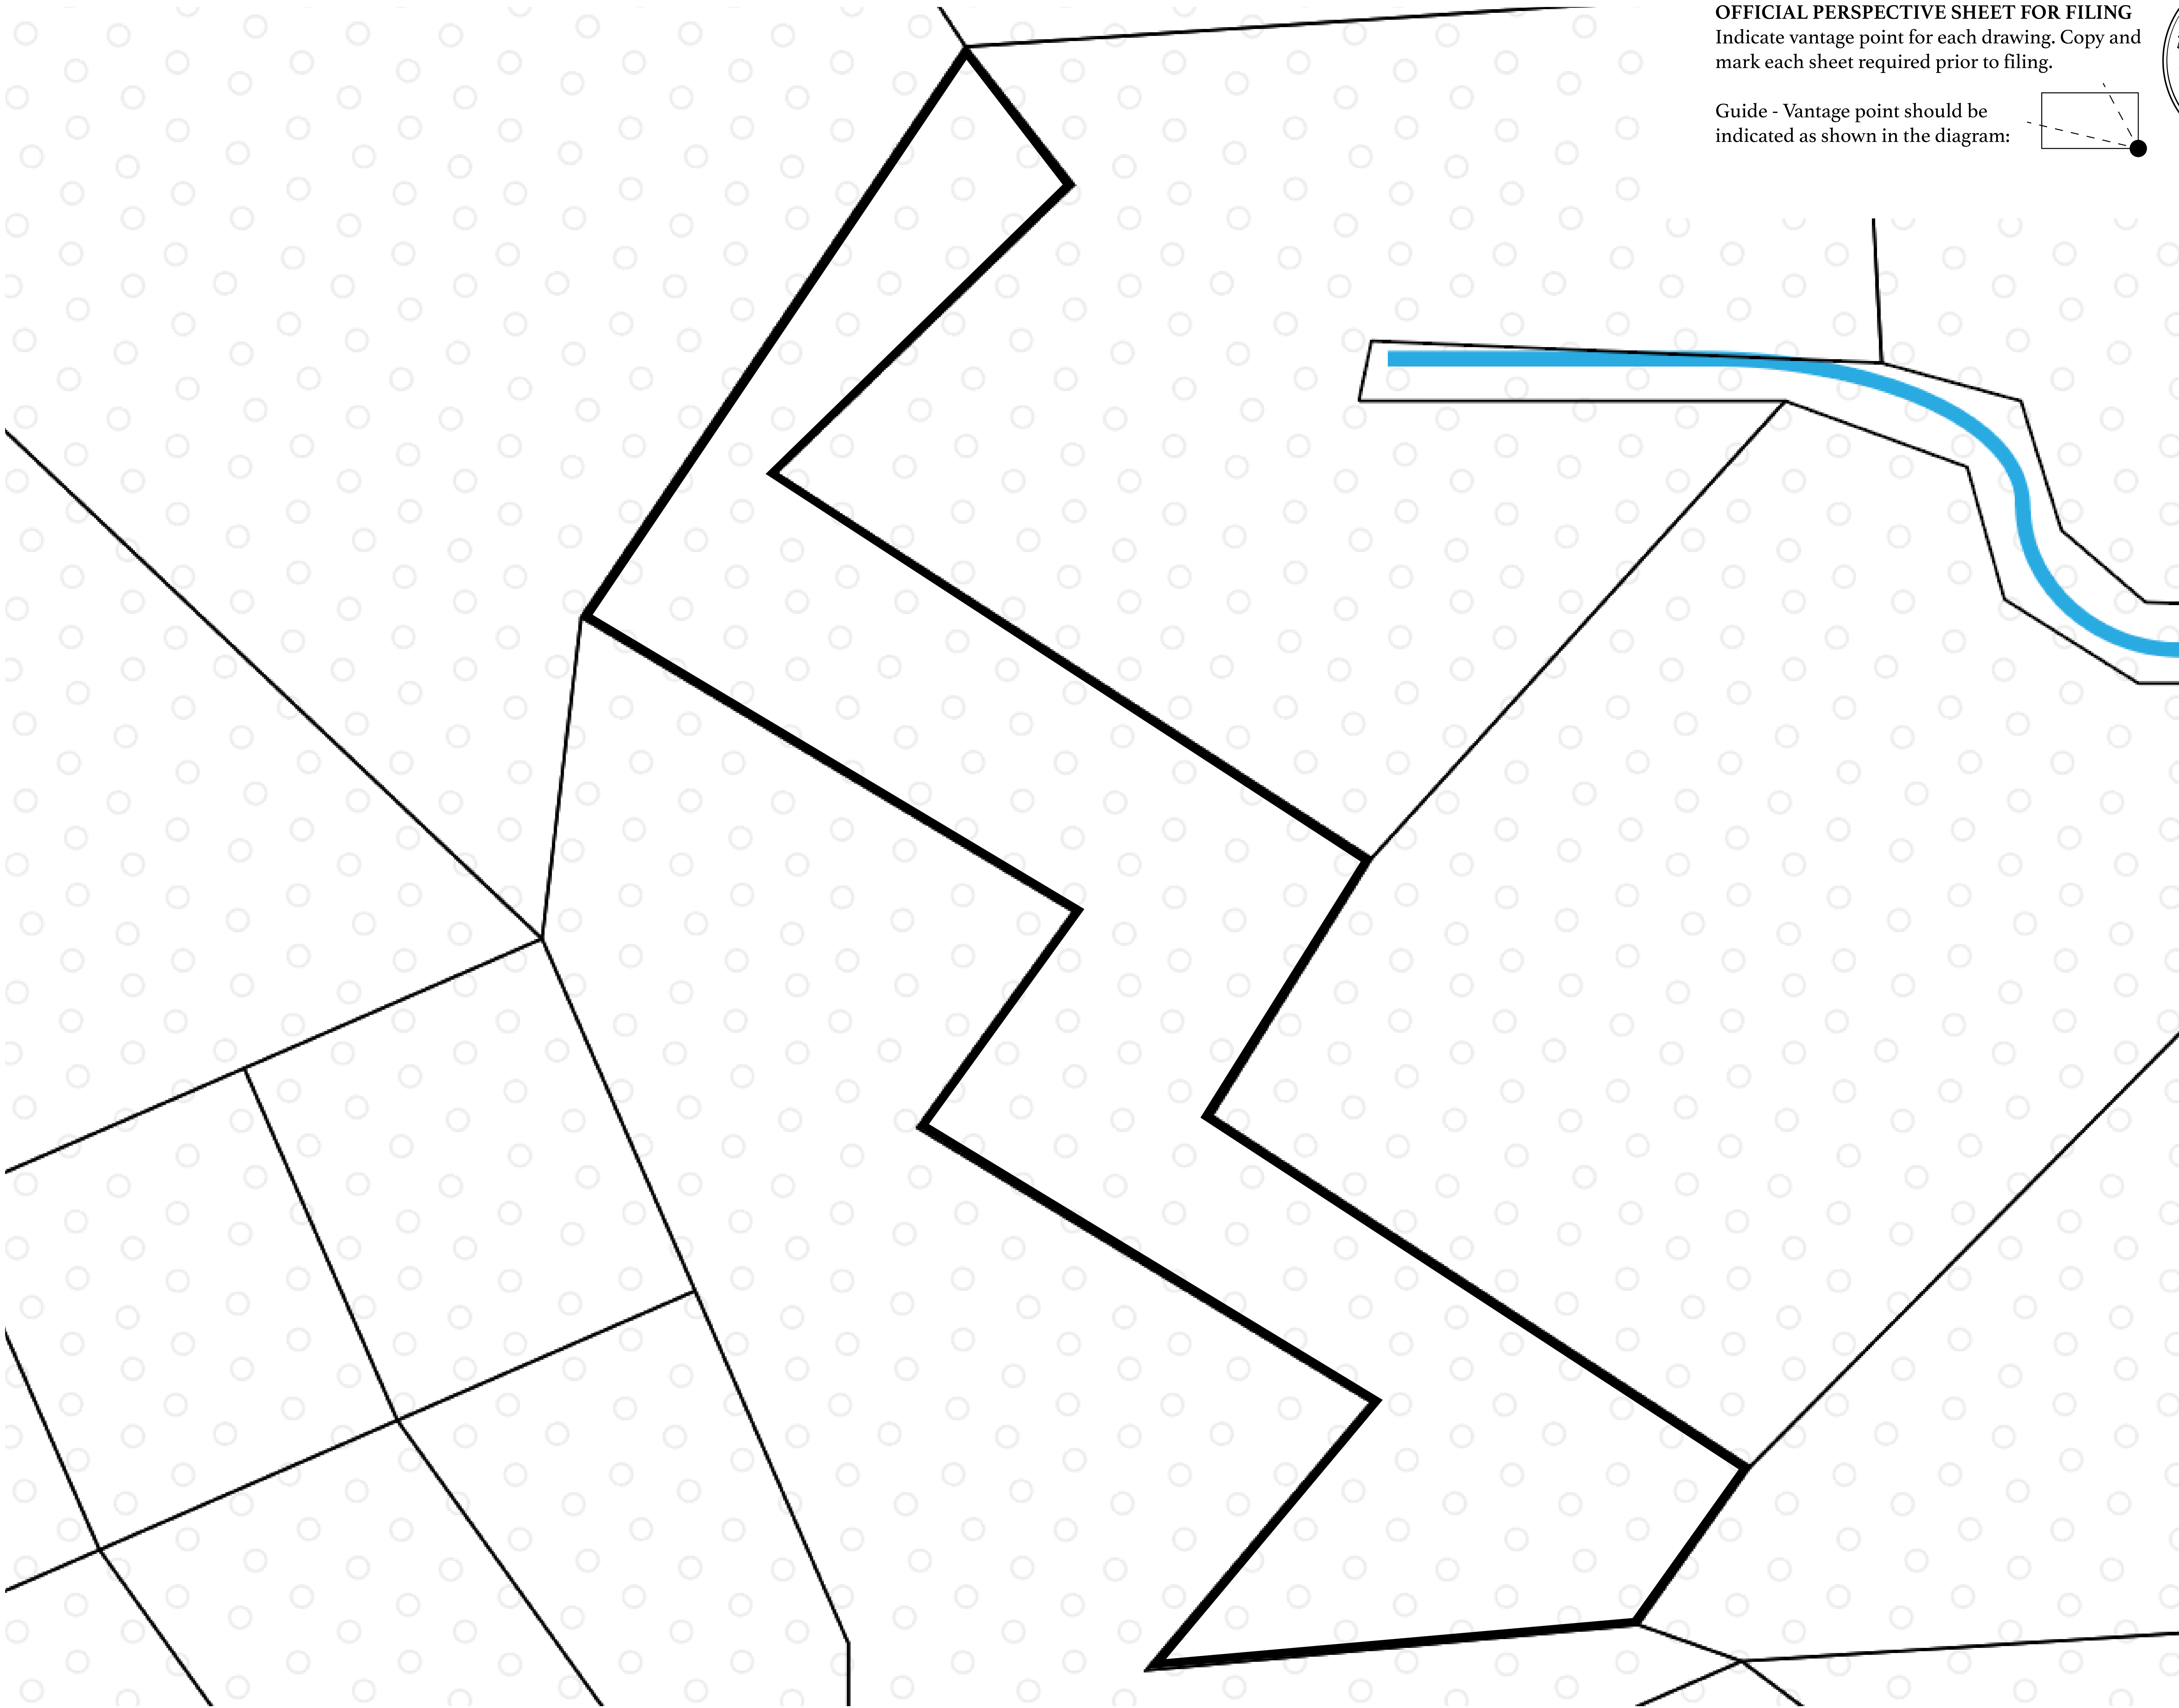 OFFICIAL PERSPECTIVE SHEET FOR FILING
Indicate vantage point for each drawing. Copy and
mark each sheet required prior to filing.
Guide - Vantage point should be
indicated as shown in the diagram: